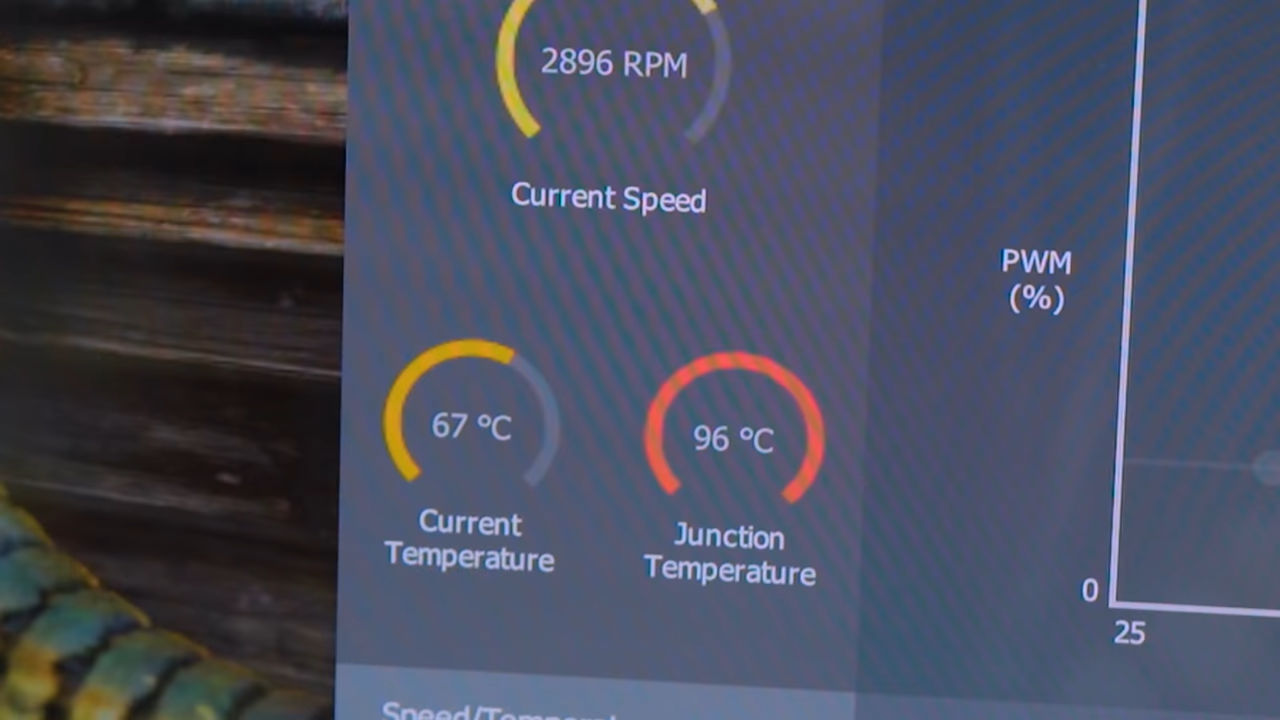 2896 RPM
Current Speed
PWM
(%)
67 °C
96 °C
Current
Temperature
Junction
Temperature
0
25